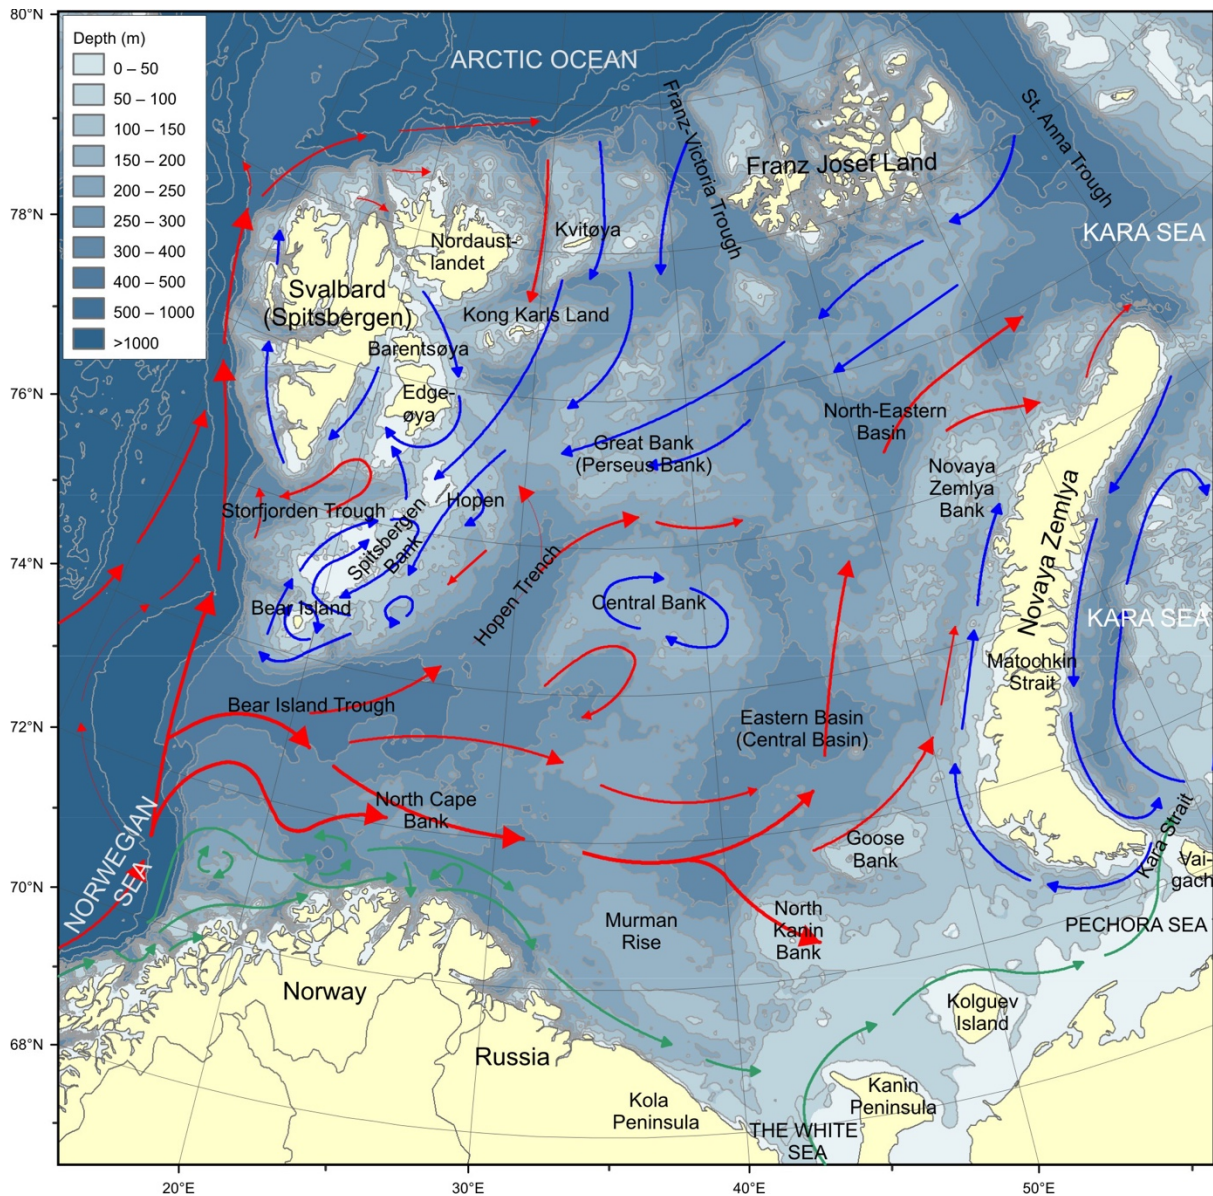 80°N
78°N
76°N
74°N
72°N
70°N
68°N
Depth (m)
0 – 50
50 – 100
100 – 150
150 – 200
200 – 250
250 – 300
300 – 400
400 – 500
500 – 1000
>1000
ARCTIC OCEAN
Franz-Victoria Trough
St. Anna Trough
Franz Josef Land
KARA SEA
Kvitøya
Nordaust-
landet
Svalbard
(Spitsbergen)
Kong Karls Land
Barentsøya
Edge-
øya
North-Eastern
Basin
Great Bank
(Perseus Bank)
Novaya
Zemlya
Bank
Novaya Zemlya
Hopen
Storfjorden Trough
Spitsbergen
Bank
Hopen Trench
Bear Island
Central Bank
KARA SEA
Matochkin
Strait
Bear Island Trough
Eastern Basin
(Central Basin)
North Cape
Bank
Goose
Bank
Kara Strait
Vai-
gach
NORWEGIAN
SEA
Murman
Rise
North
Kanin
Bank
PECHORA SEA
Norway
Kolguev
Island
Russia
Kola
Peninsula
Kanin
Peninsula
THE WHITE
SEA
20°E
30°E
40°E
50°E